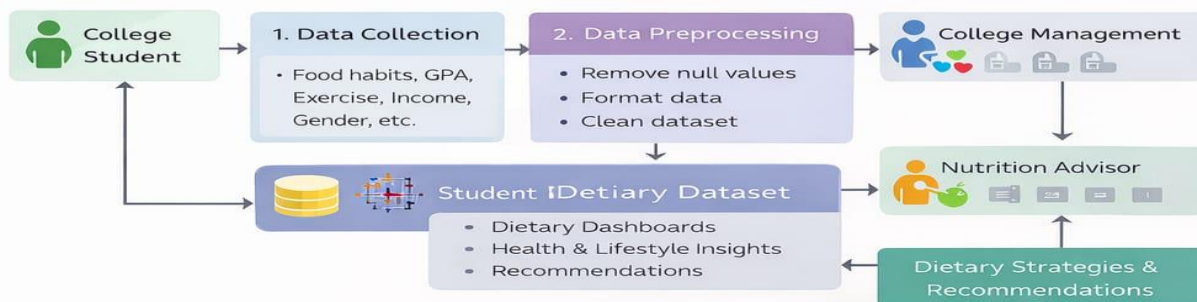 College
Student
1. Data Collection
• Food habits, GPA,
Exercise, Income,
Gender, etc.
2. Data Preprocessing
• Remove null values
• Format data
• Clean dataset
College Management
Nutrition Advisor
Student IDetiary Dataset
• Dietary Dashboards
• Health & Lifestyle Insights
• Recommendations
Dietary Strategies &
Recommendations